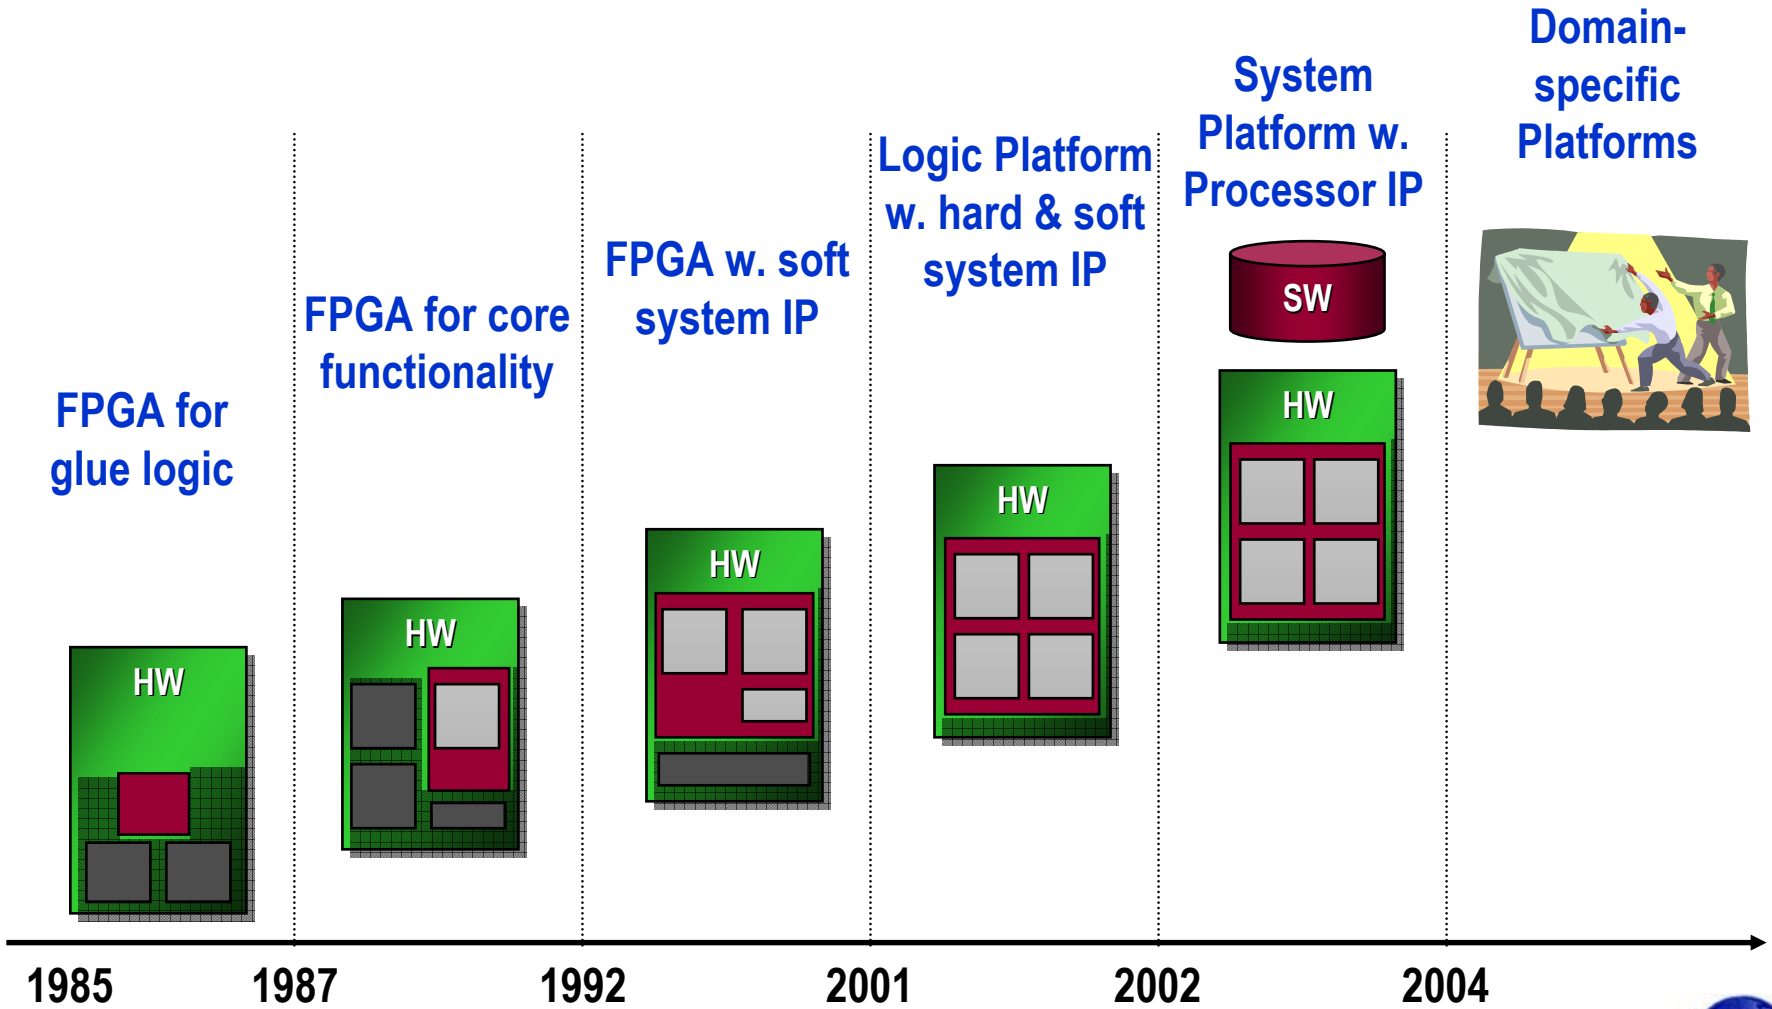 FPGA for
glue logic
HW
FPGA for core
functionality
HW
FPGA w. soft
system IP
HW
Logic Platform
w. hard & soft
system IP
HW
System
Platform w.
Processor IP
SW
HW
Domain-
specific
Platforms
1985
1987
1992
2001
2002
2004